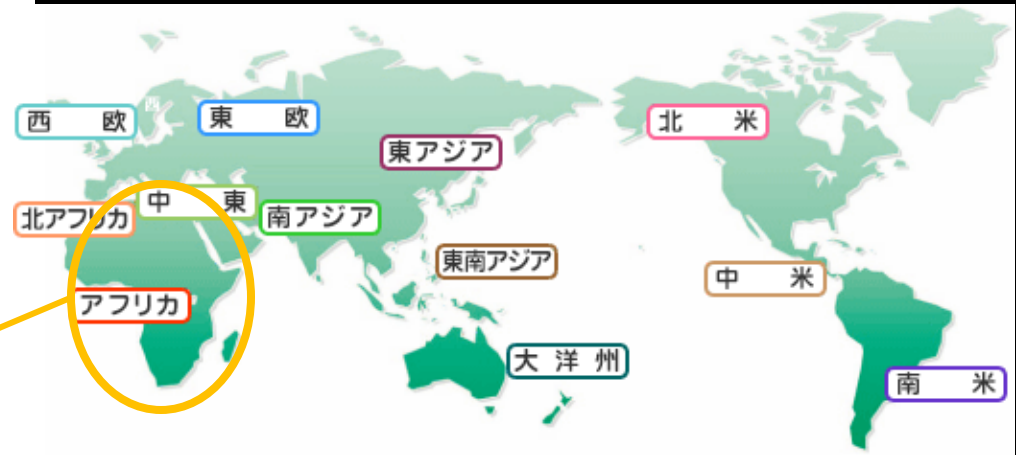 西
西 欧
東 欧
北 米
東アジア
中 東
北アフリカ
南アジア
東南アジア
中 米
アフリカ
大 洋 州
南 米